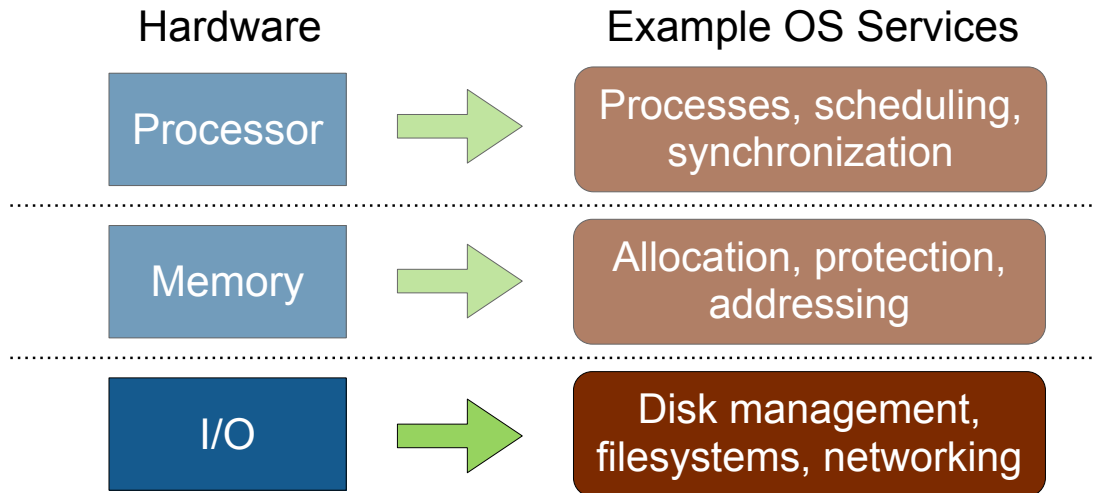 Hardware
Example OS Services
Processor
Processes, scheduling,
synchronization
Memory
Allocation, protection,
addressing
I/O
Disk management,
filesystems, networking